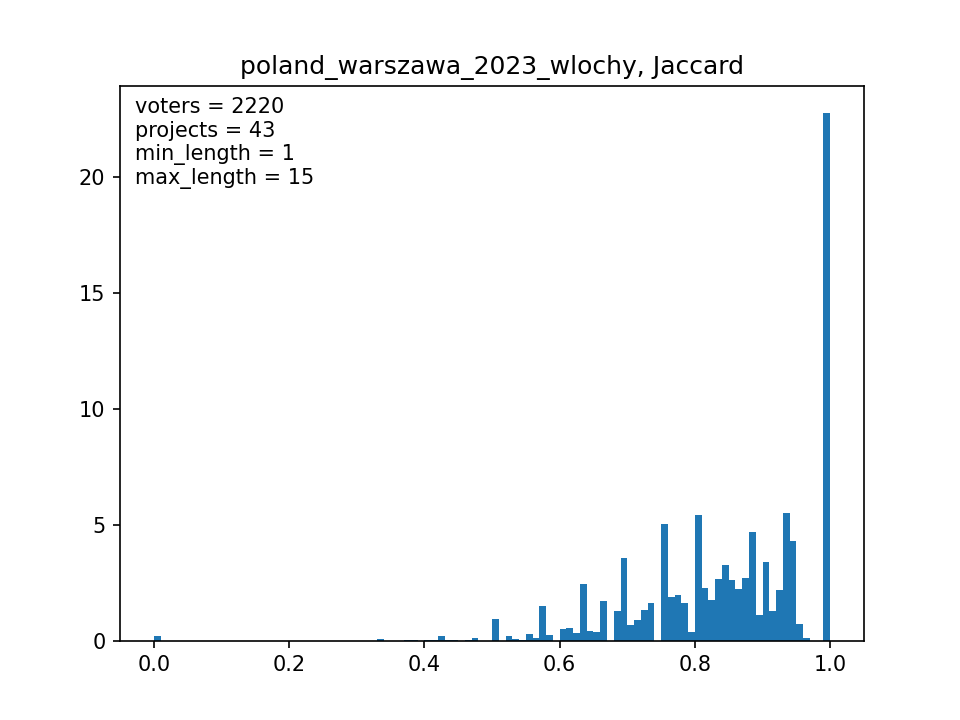 poland_warszawa_2023_wlochy, Jaccard
voters = 2220
projects = 43
min_length = 1
max_length = 15
20
15
10
5
0
0.0 0.2 0.4 0.6 0.8 1.0